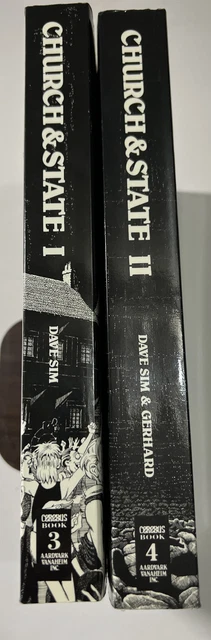 CHURCH & STATE I
DAVE SIM
CEREBUS
BOOK
3
AARDVARK
VANAHEIM
INC
CHURCH & STATE II
DAVE SIM & GERHARD
CEREBUS
BOOK
4
AARDVARK
VANAHEIM
INC